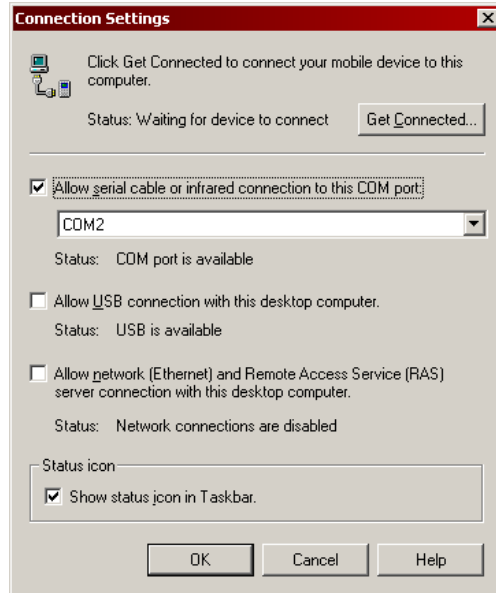 Connection Settings
Click Get Connected to connect your mobile device to this
computer.
Status: Waiting for device to connect
Get Connected...
Allow serial cable or infrared connection to this COM port:
COM2
Status: COM port is available
Allow USB connection with this desktop computer.
Status: USB is available
Allow network (Ethernet) and Remote Access Service (RAS)
server connection with this desktop computer.
Status: Network connections are disabled
Status icon
Show status icon in Taskbar.
OK Cancel Help